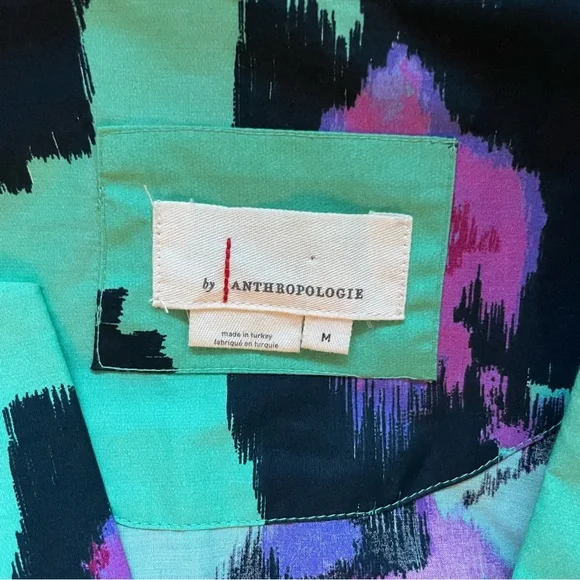 by ANTHROPOLOGIE
made in turkey
fabriqué en turquie
M